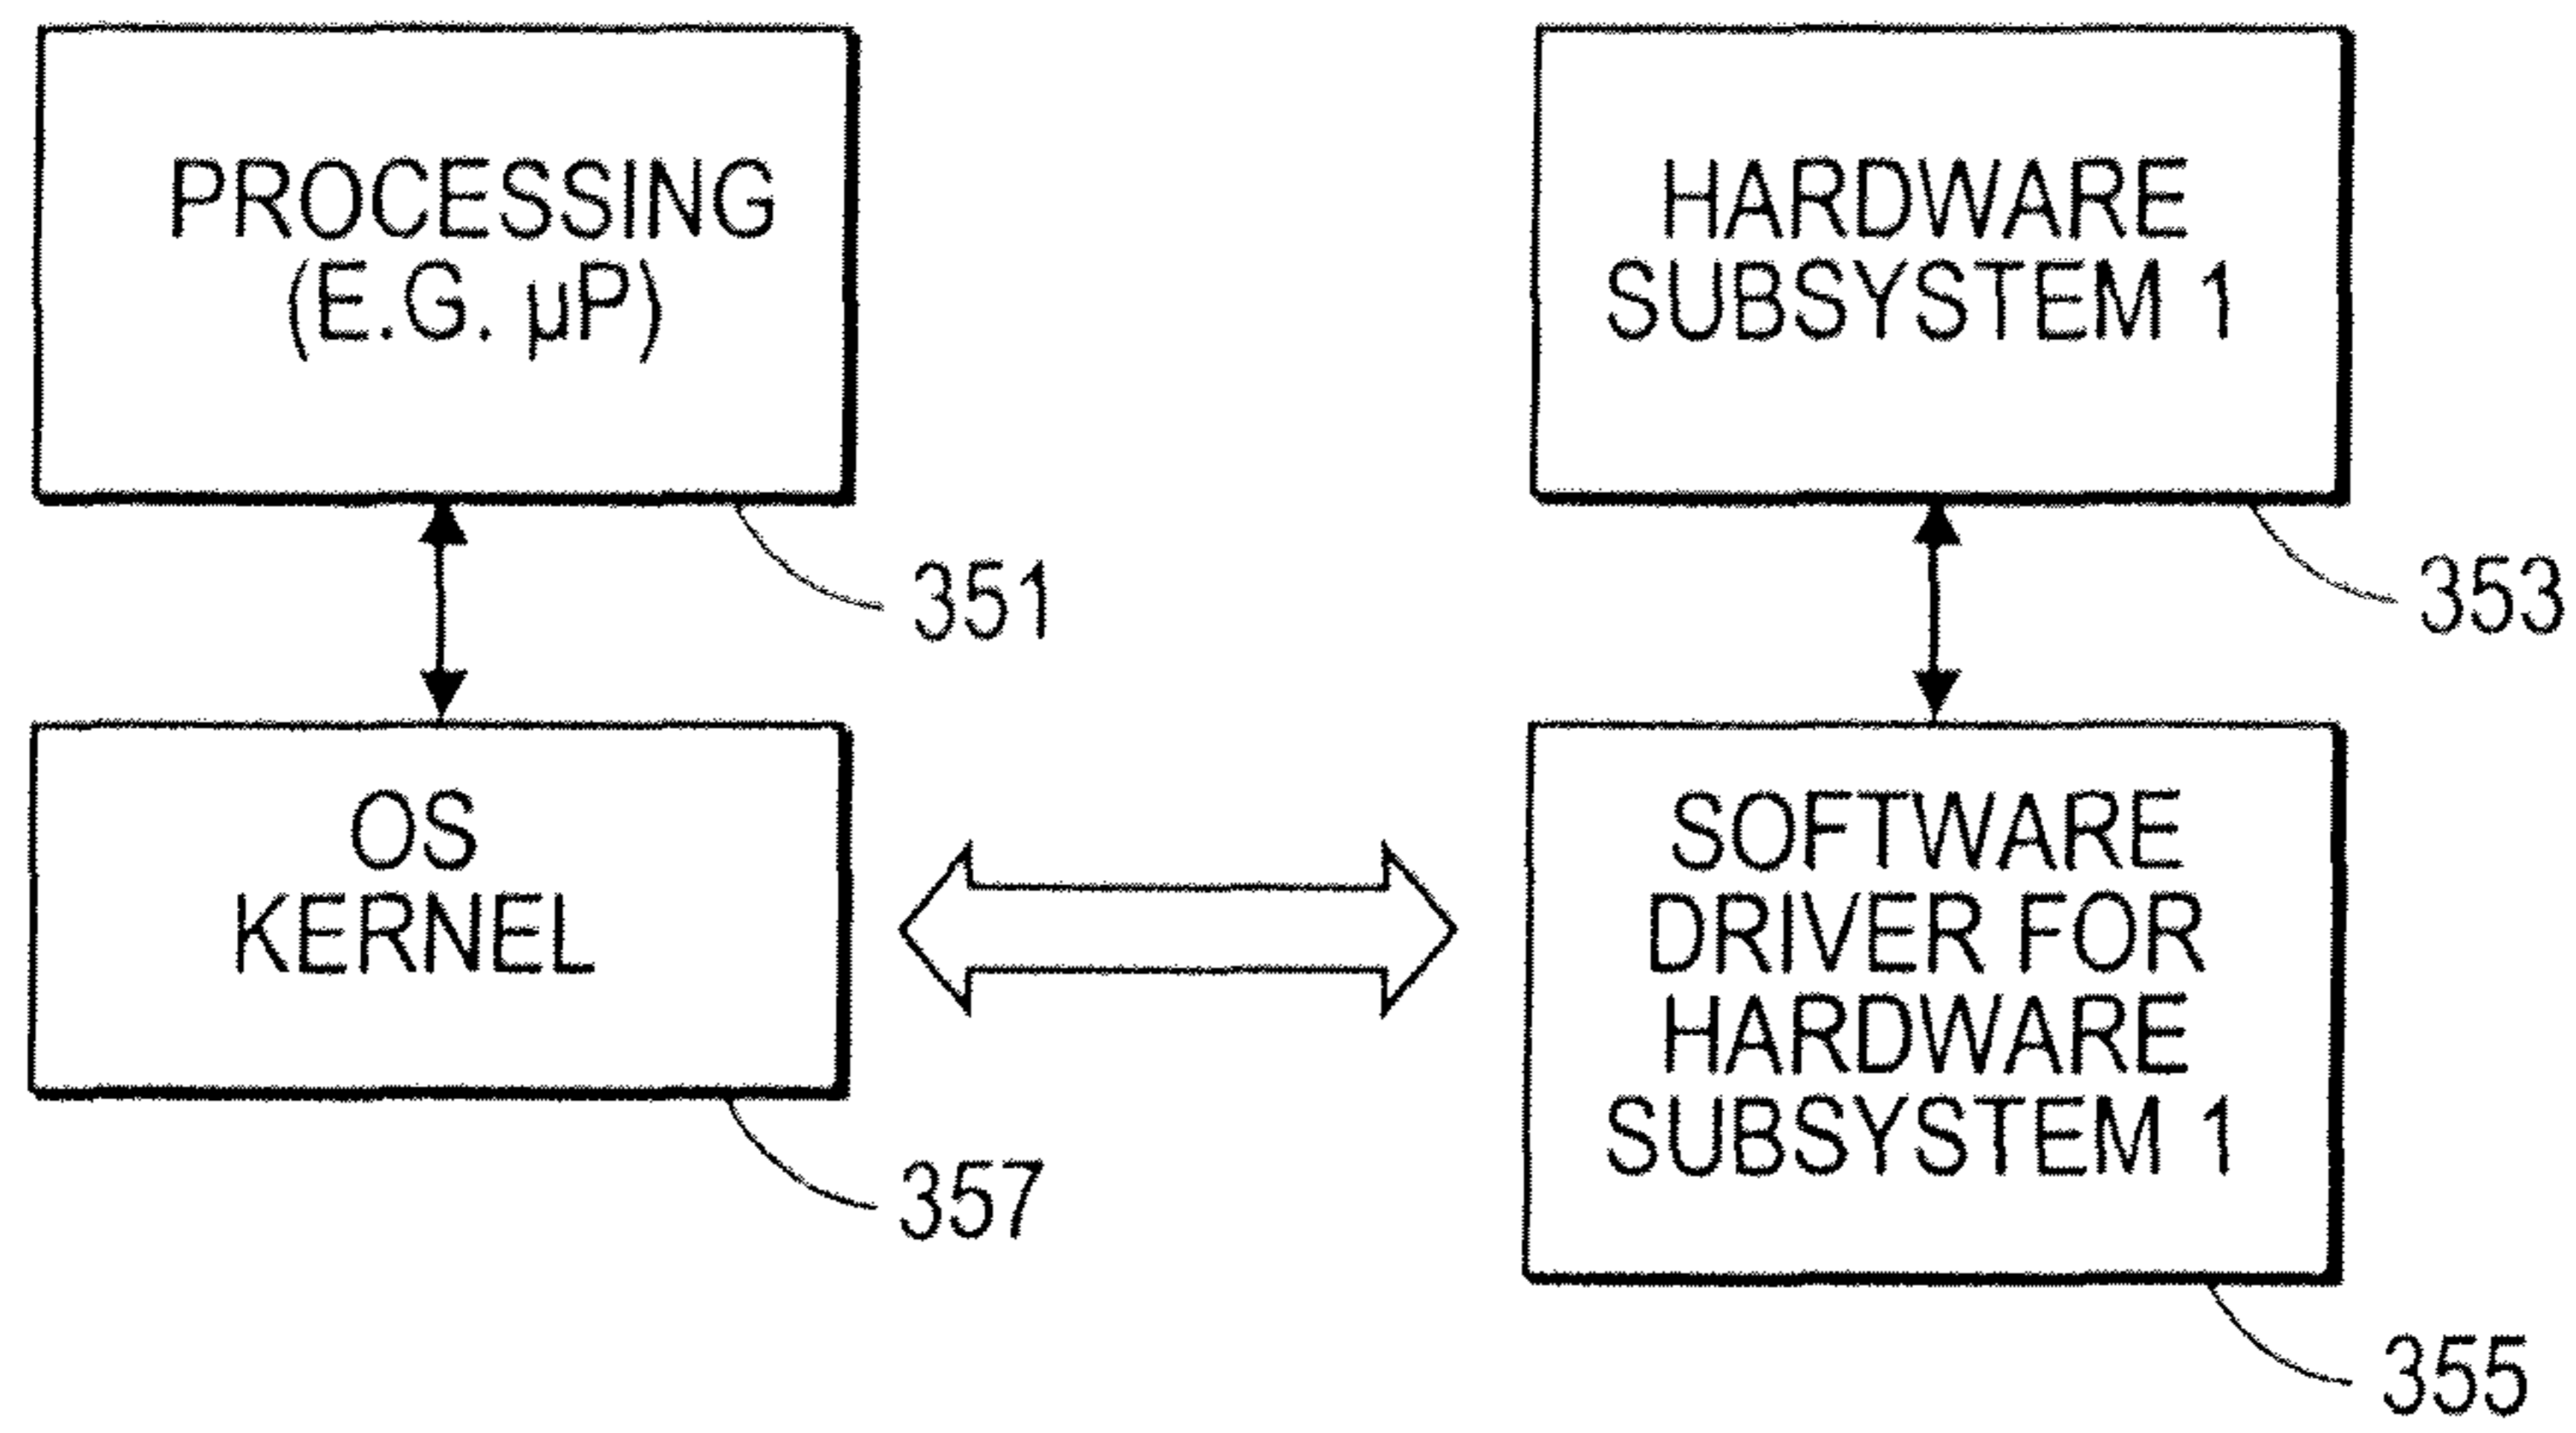 PROCESSING
(E.G. µP)
351
HARDWARE
SUBSYSTEM 1
353
OS
KERNEL
357
SOFTWARE
DRIVER FOR
HARDWARE
SUBSYSTEM 1
355